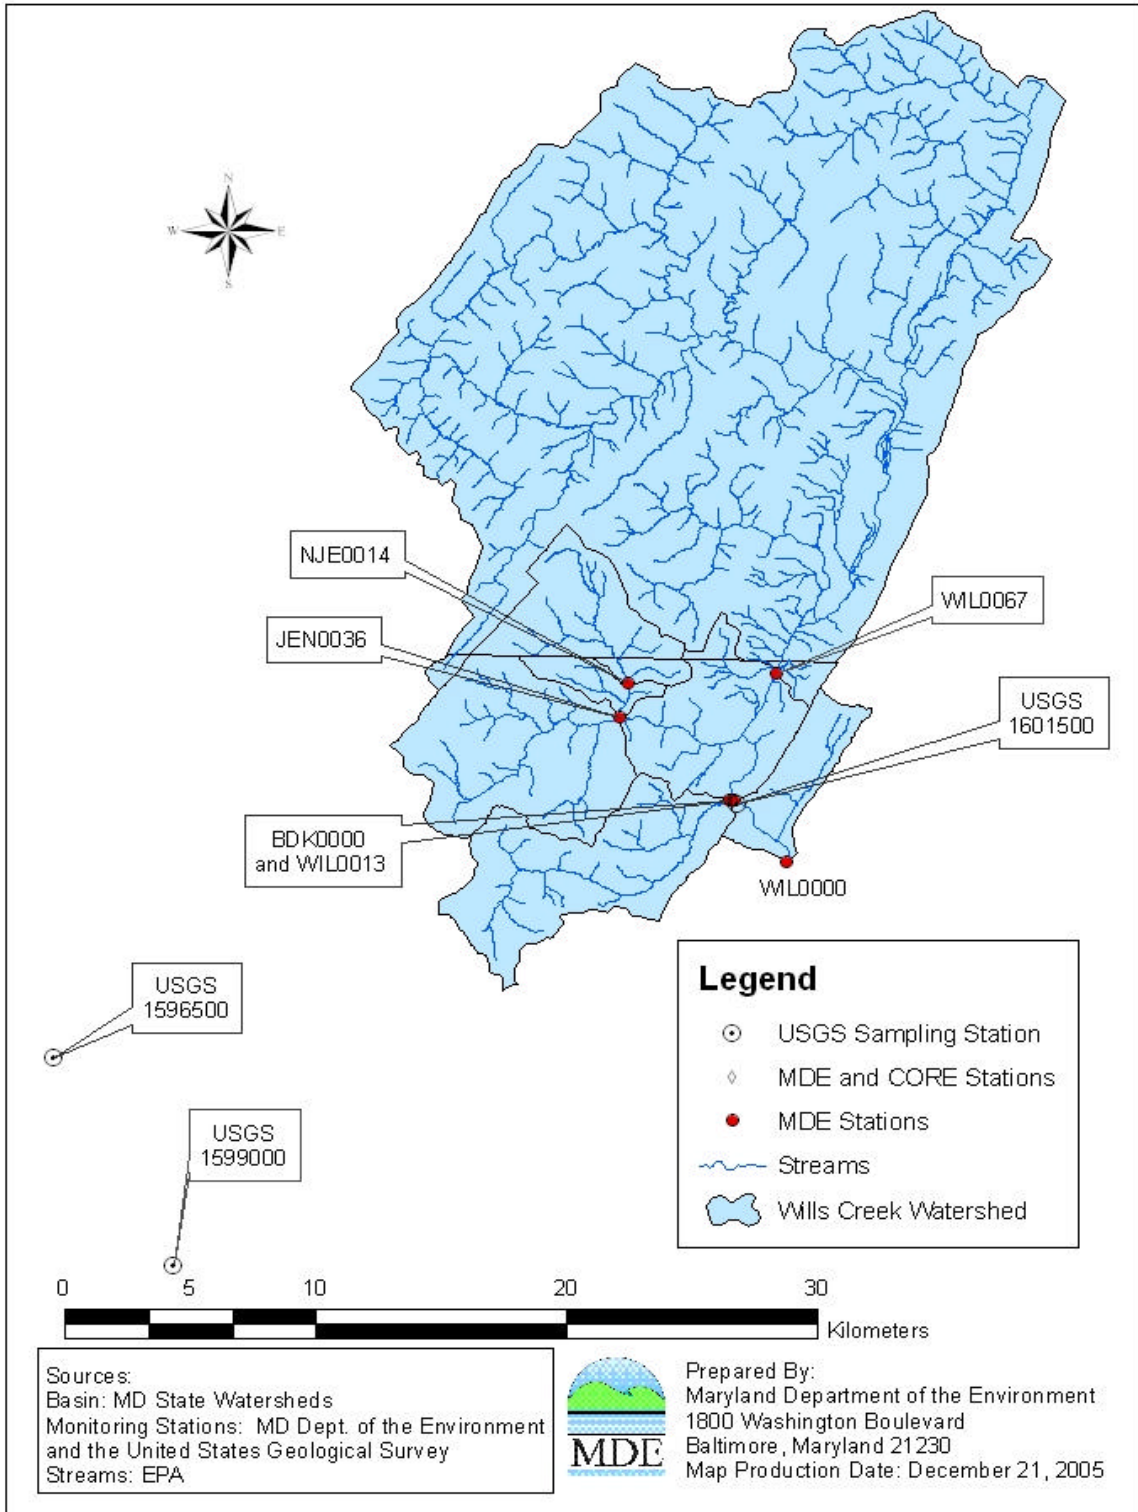 N
W
E
S
NJE0014
JEN0036
WIL0067
USGS
1601500
BDK0000
and WIL0013
WIL0000
USGS
1596500
USGS
1599000
Legend
USGS Sampling Station
MDE and CORE Stations
MDE Stations
Streams
Wills Creek Watershed
0 5 10 20 30
Kilometers
Sources:
Basin: MD State Watersheds
Monitoring Stations: MD Dept. of the Environment
and the United States Geological Survey
Streams: EPA
MDE
Prepared By:
Maryland Department of the Environment
1800 Washington Boulevard
Baltimore, Maryland 21230
Map Production Date: December 21, 2005